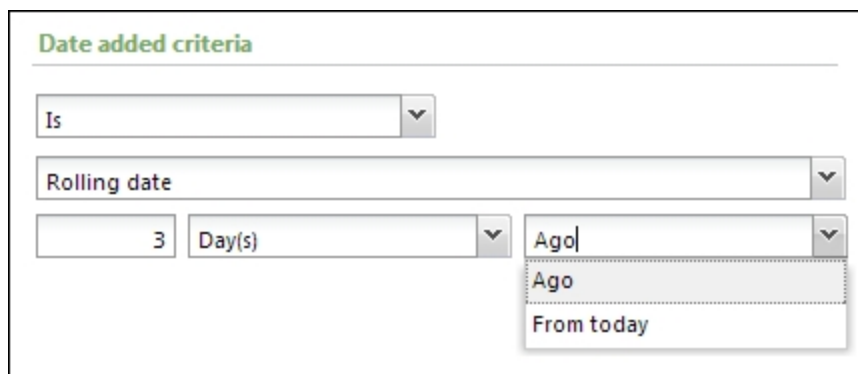 Date added criteria
Is
Rolling date
3 Day(s) Ago
Ago
From today